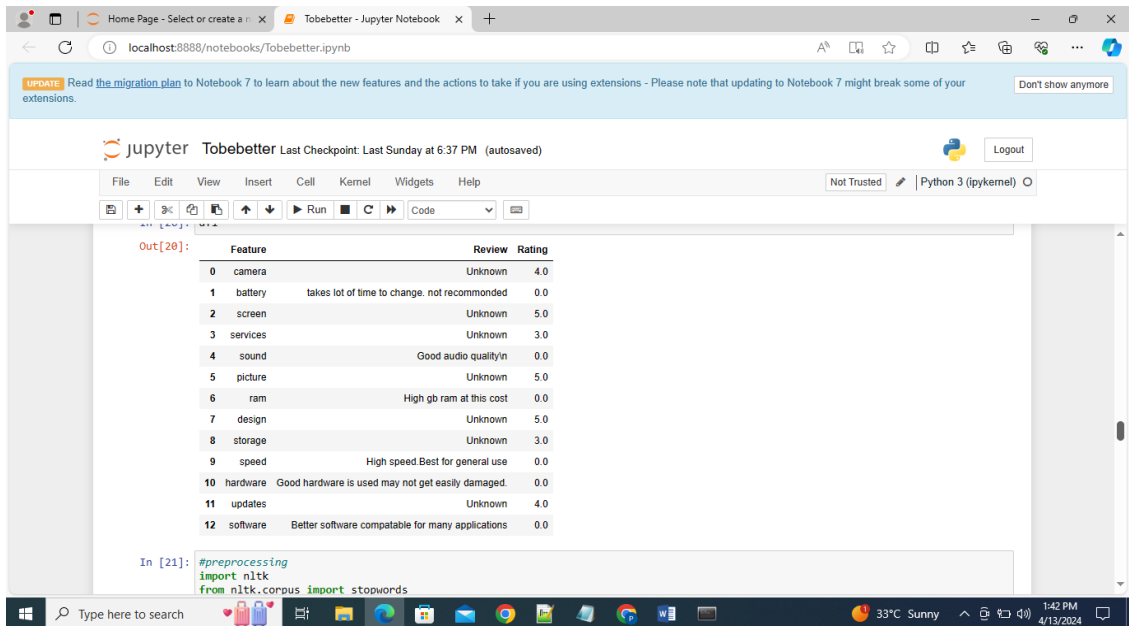 Home Page - Select or create a n
Tobebetter - Jupyter Notebook
localhost:8888/notebooks/Tobebetter.ipynb
UPDATE Read the migration plan to Notebook 7 to learn about the new features and the actions to take if you are using extensions - Please note that updating to Notebook 7 might break some of your
extensions.
Don't show anymore
jupyter Tobebetter Last Checkpoint: Last Sunday at 6:37 PM (autosaved)
Logout
File Edit View Insert Cell Kernel Widgets Help
Not Trusted Python 3 (ipykernel)
Run Code
Out[20]:
Feature Review Rating
0 camera Unknown 4.0
1 battery takes lot of time to change. not recommonded 0.0
2 screen Unknown 5.0
3 services Unknown 3.0
4 sound Good audio quality\n 0.0
5 picture Unknown 5.0
6 ram High gb ram at this cost 0.0
7 design Unknown 5.0
8 storage Unknown 3.0
9 speed High speed.Best for general use 0.0
10 hardware Good hardware is used may not get easily damaged. 0.0
11 updates Unknown 4.0
12 software Better software compatable for many applications 0.0
In [21]: #preprocessing
import nltk
from nltk.corpus import stopwords
Type here to search
33°C Sunny
1:42 PM
4/13/2024